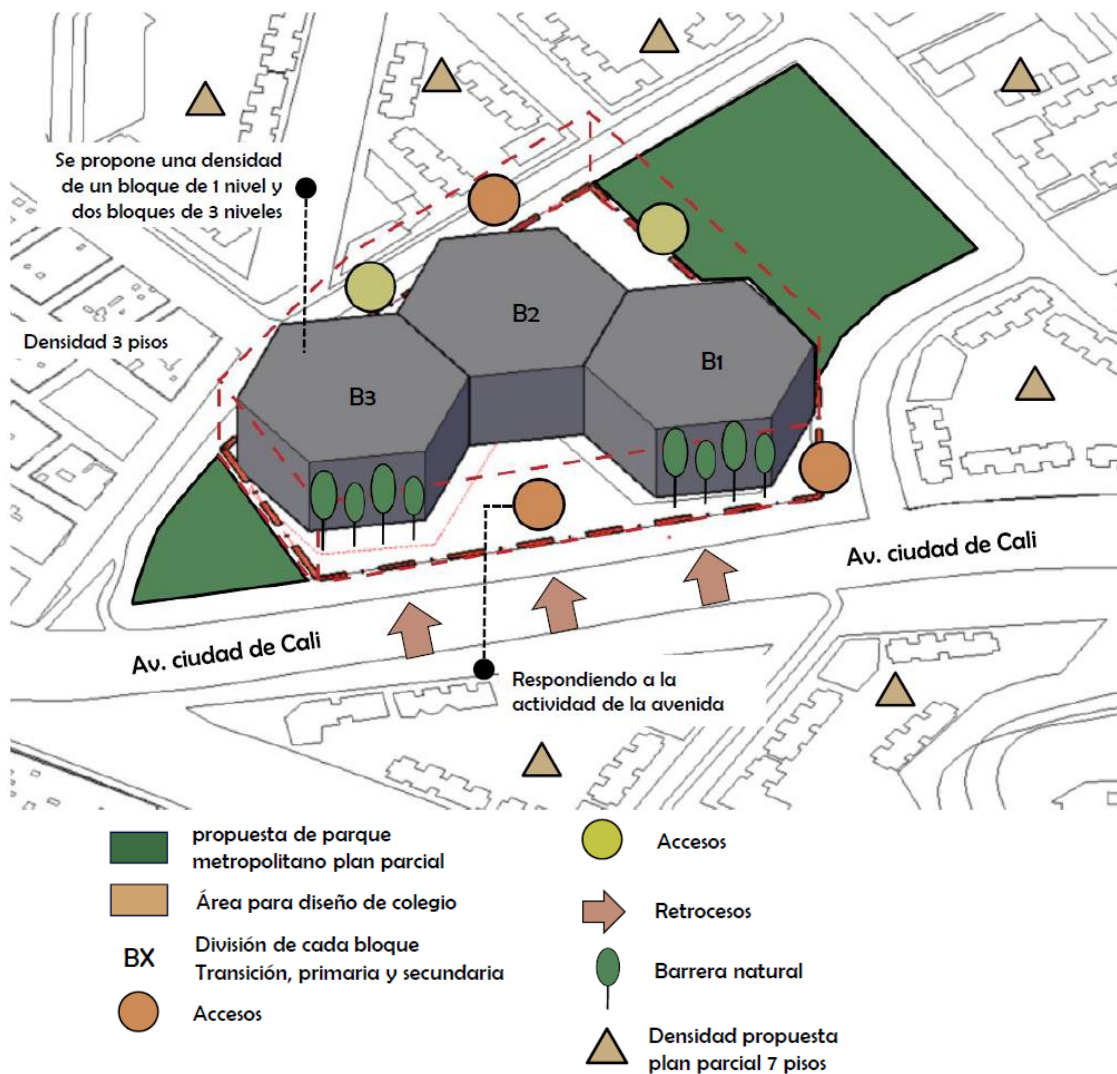 Se propone una densidad
de un bloque de 1 nivel y
dos bloques de 3 niveles
Densidad 3 pisos
B2
B1
B3
Av. ciudad de Cali
Av. ciudad de Cali
Respondiendo a la
actividad de la avenida
propuesta de parque
metropolitano plan parcial
Área para diseño de colegio
BX
División de cada bloque
Transición, primaria y secundaria
Accesos
Accesos
Retrocesos
Barrera natural
Densidad propuesta
plan parcial 7 pisos